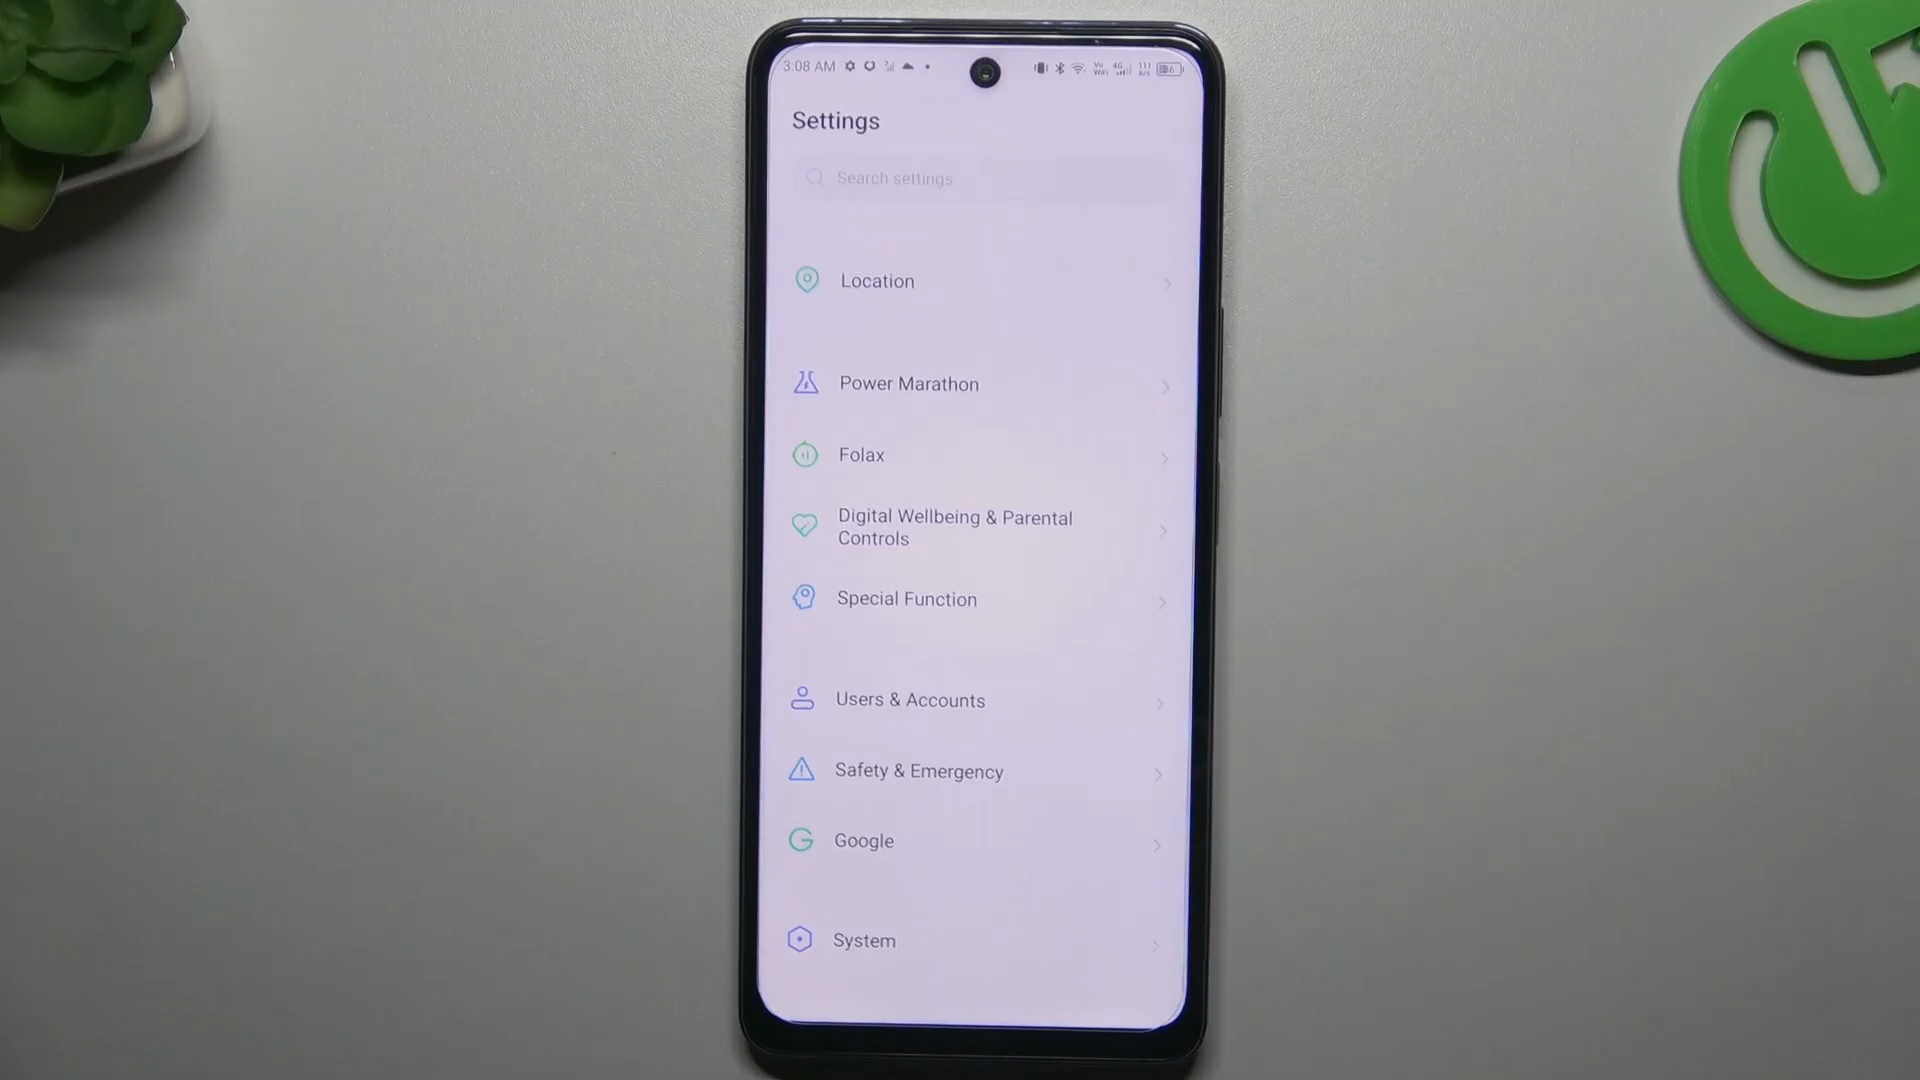 3:08 AM
Settings
Search settings
Location
Power Marathon
Folax
Digital Wellbeing & Parental
Controls
Special Function
Users & Accounts
Safety & Emergency
Google
System